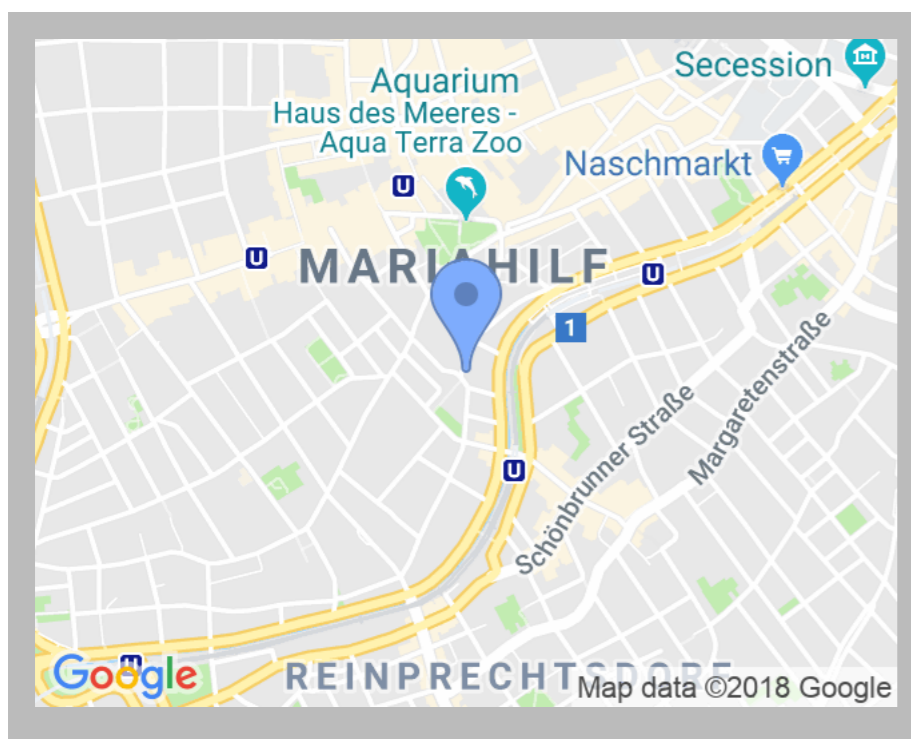 Secession
Aquarium
Haus des Meeres -
Aqua Terra Zoo
Naschmarkt
U
U
MARIAHILF
U
1
Margaretenstraße
Schönbrunner Straße
U
U
Google
REINPRECHTSDORF
Map data ©2018 Google